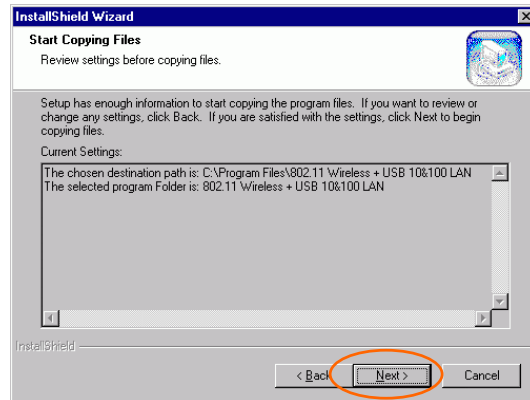 InstallShield Wizard
Start Copying Files
Review settings before copying files.
Setup has enough information to start copying the program files. If you want to review or
change any settings, click Back. If you are satisfied with the settings, click Next to begin
copying files.
Current Settings:
The chosen destination path is: C:\Program Files\802.11 Wireless + USB 10&100 LAN
The selected program Folder is: 802.11 Wireless + USB 10&100 LAN
InstallShield
< Back
Next >
Cancel